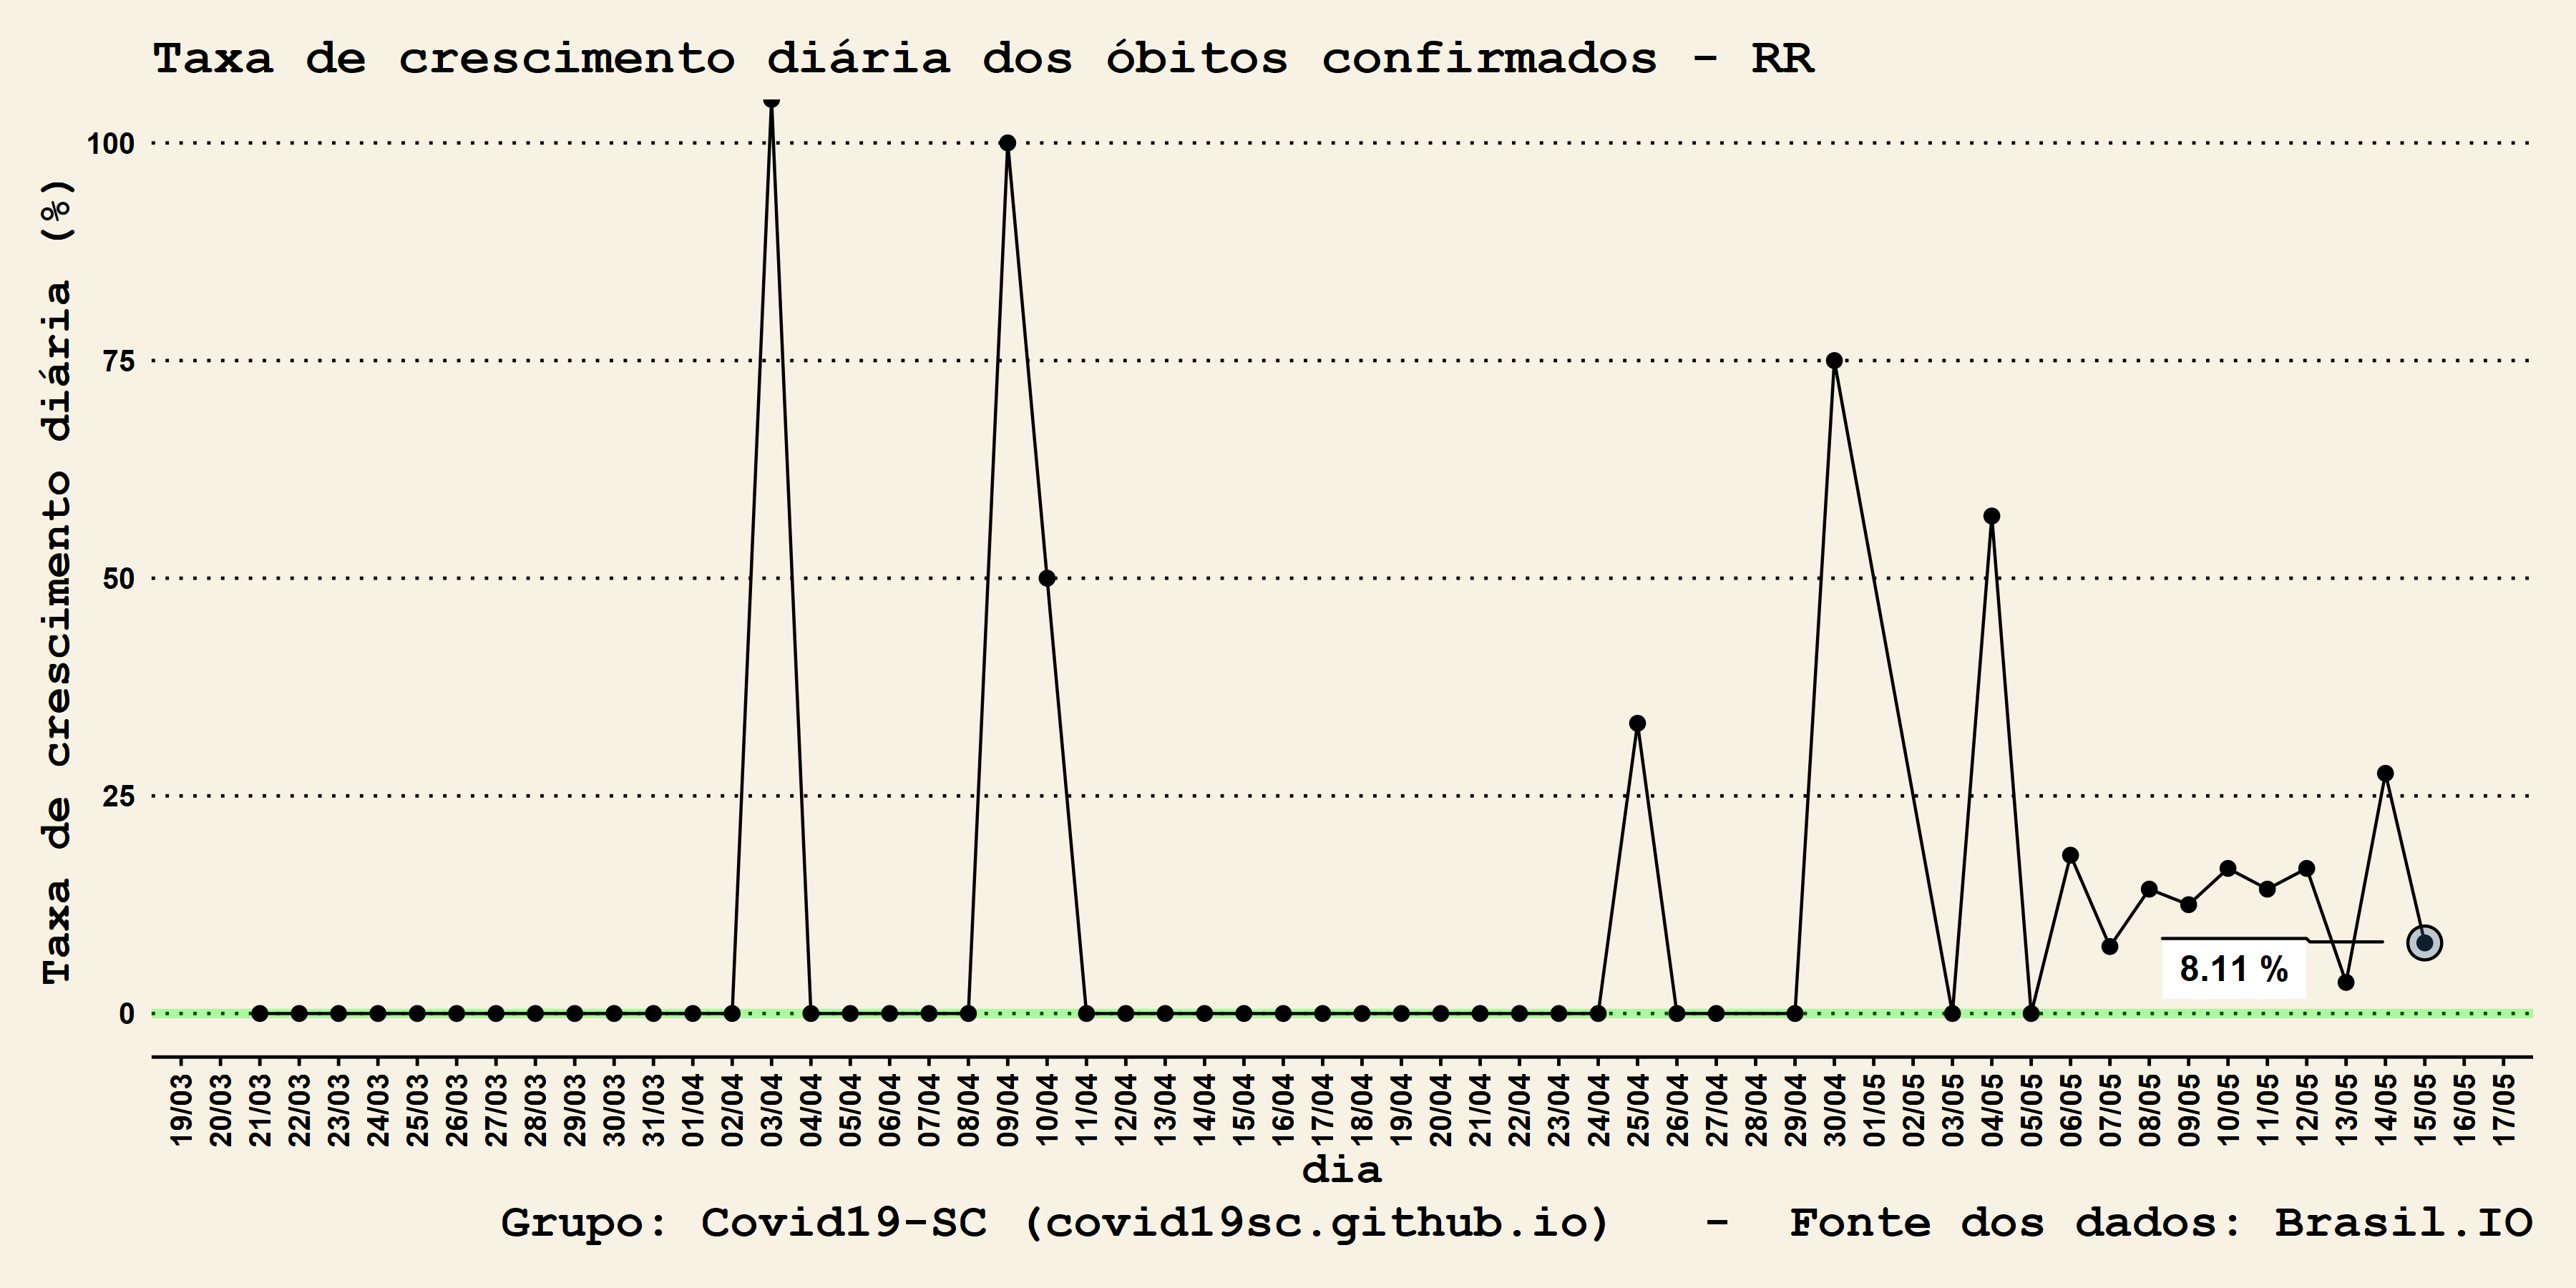 Taxa de crescimento diária dos óbitos confirmados - RR
Taxa de crescimento diária (%)
100
75
50
25
0
8.11 %
19/03 20/03 21/03 22/03 23/03 24/03 25/03 26/03 27/03 28/03 29/03 30/03 31/03 01/04 02/04 03/04 04/04 05/04 06/04 07/04 08/04 09/04 10/04 11/04 12/04 13/04 14/04 15/04 16/04 17/04 18/04 19/04 20/04 21/04 22/04 23/04 24/04 25/04 26/04 27/04 28/04 29/04 30/04 01/05 02/05 03/05 04/05 05/05 06/05 07/05 08/05 09/05 10/05 11/05 12/05 13/05 14/05 15/05 16/05 17/05
dia
Grupo: Covid19-SC (covid19sc.github.io) - Fonte dos dados: Brasil.IO